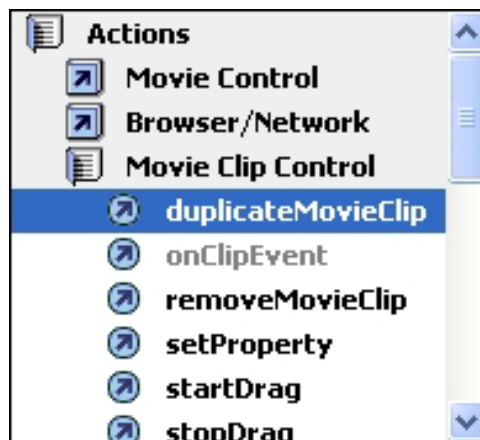 Actions
Movie Control
Browser/Network
Movie Clip Control
duplicateMovieClip
onClipEvent
removeMovieClip
setProperty
startDrag
stopDrag